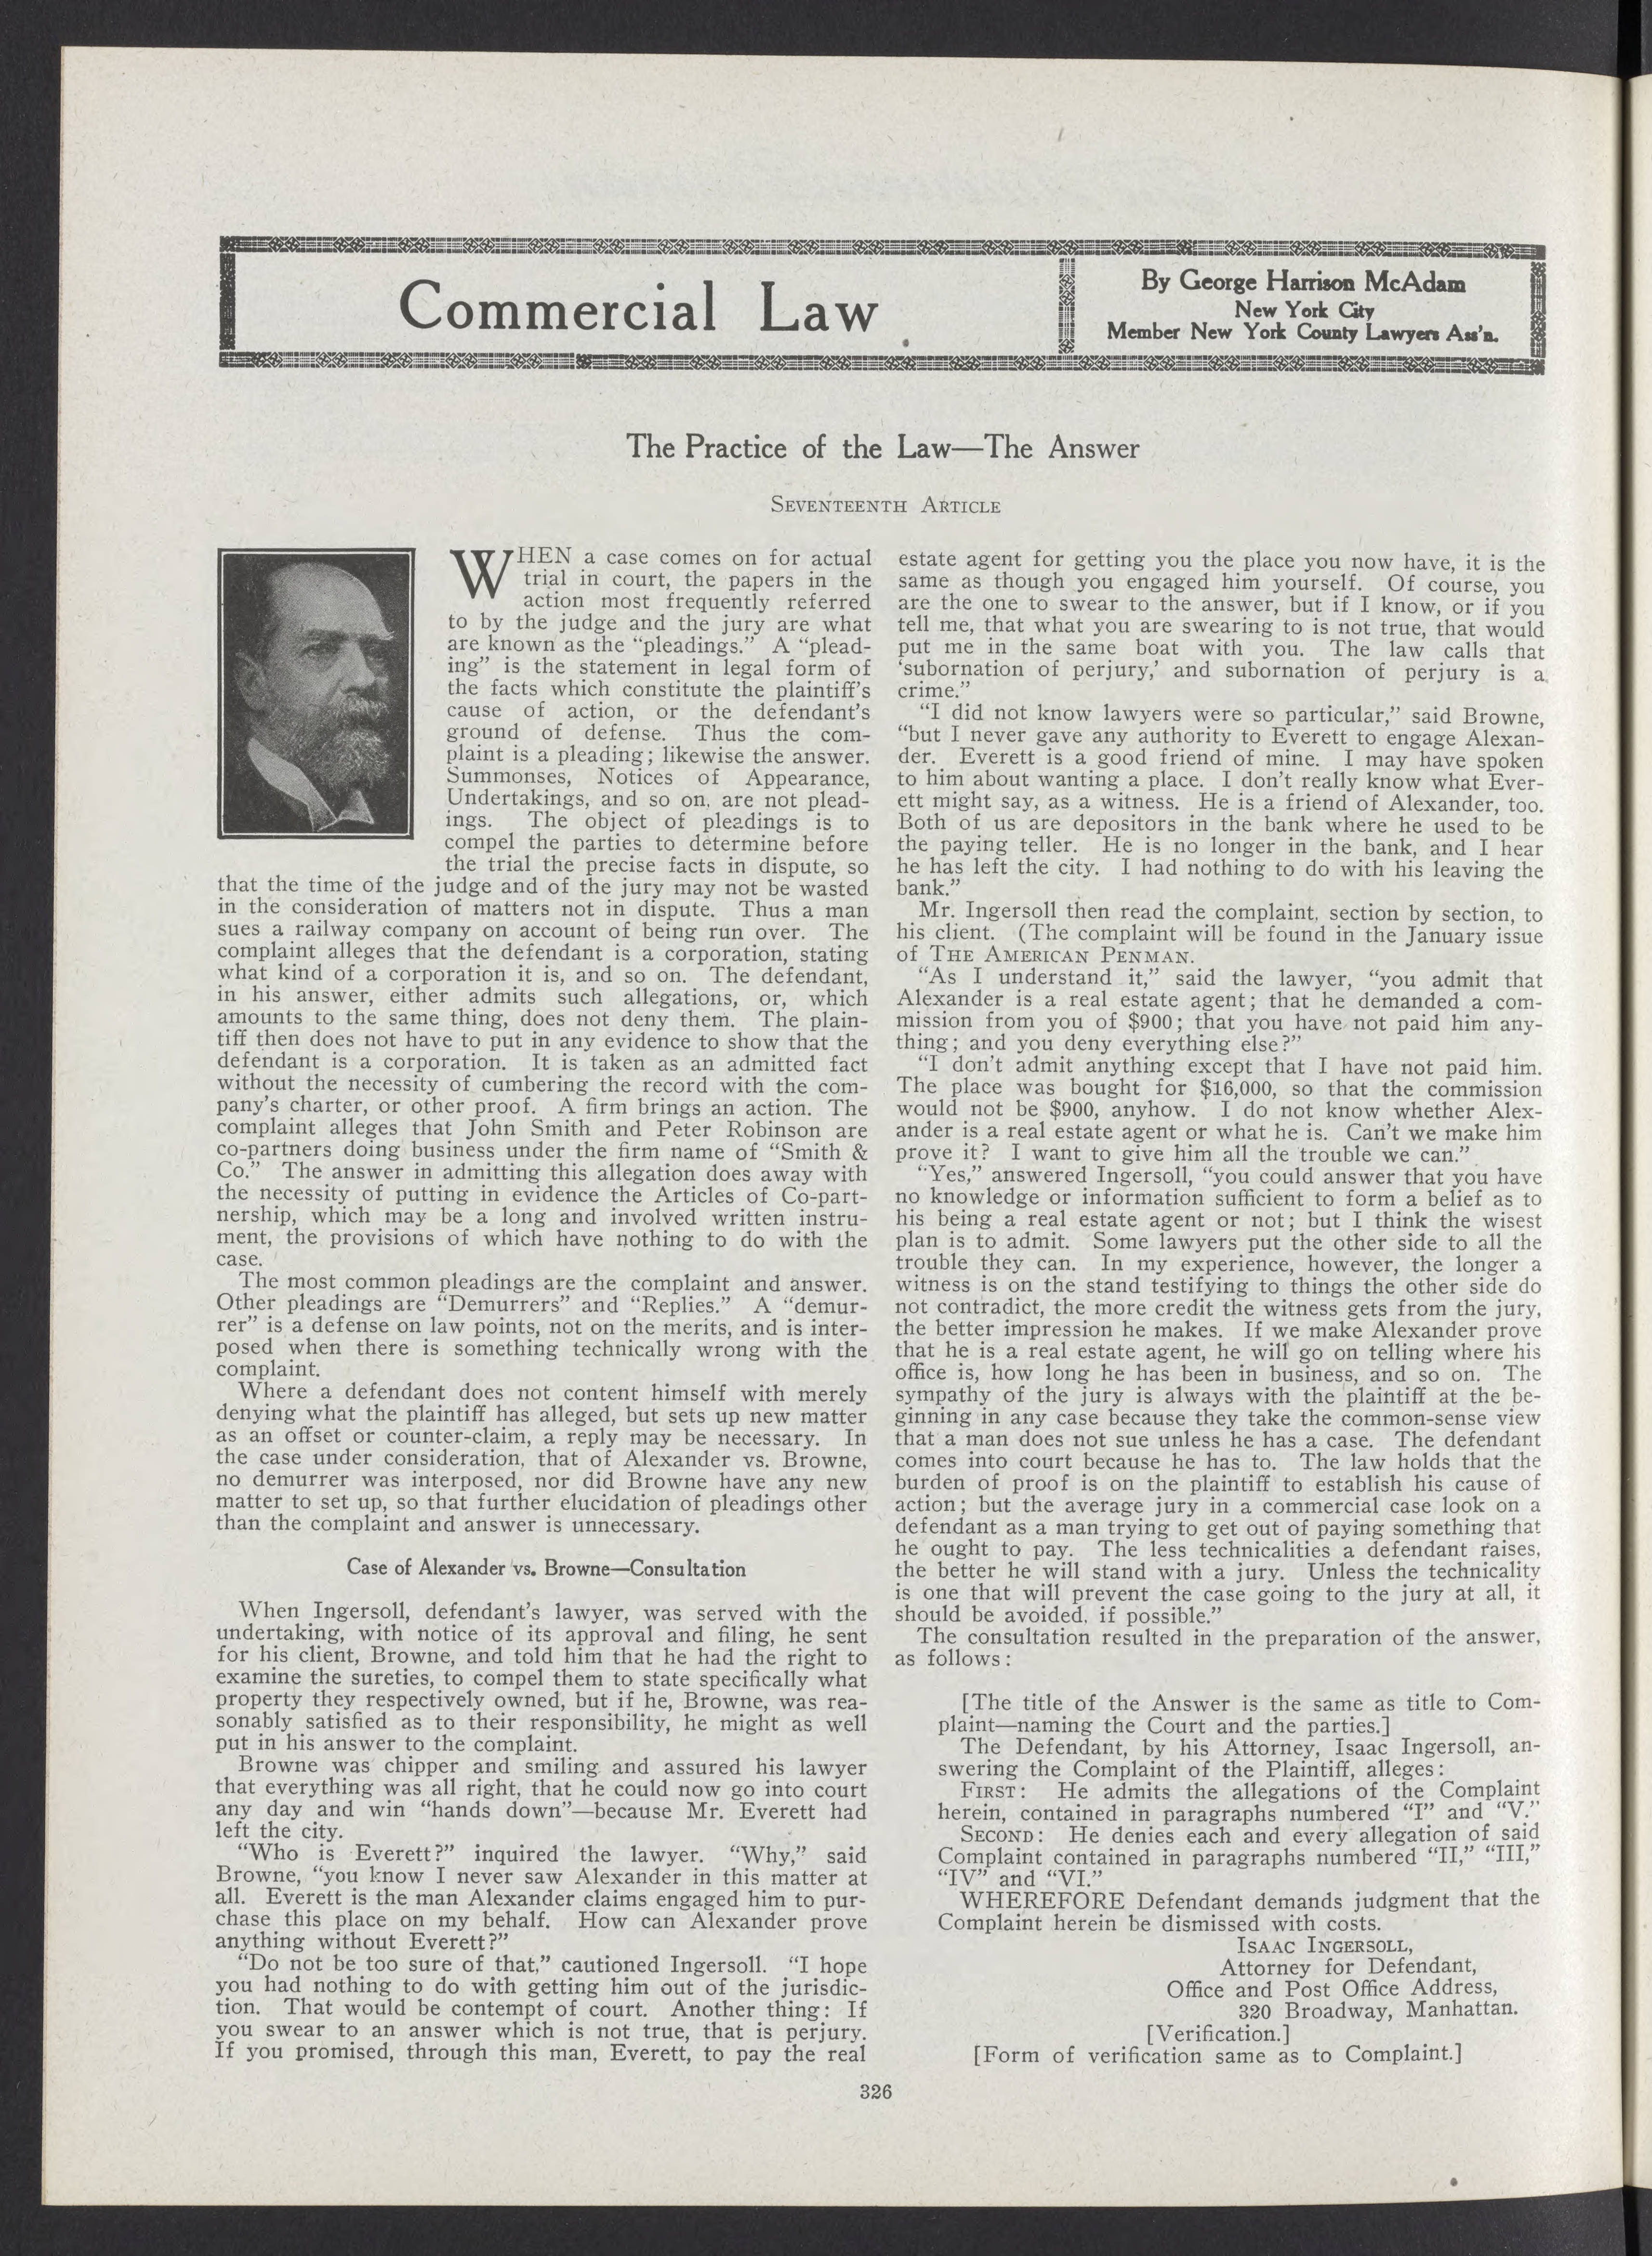 Commercial Law
By George Harrison McAdam
New York City
Member New York County Lawyers Ass'n.
The Practice of the Law—The Answer
SEVENTEENTH ARTICLE
WHEN a case comes on for actual
trial in court, the papers in the
action most frequently referred
to by the judge and the jury are what
are known as the “pleadings.” A “plead-
ing” is the statement in legal form of
the facts which constitute the plaintiff's
cause of action, or the defendant's
ground of defense. Thus the com-
plaint is a pleading; likewise the answer.
Summonses, Notices of Appearance,
Undertakings, and so on, are not plead-
ings. The object of pleadings is to
compel the parties to determine before
the trial the precise facts in dispute, so
that the time of the judge and of the jury may not be wasted
in the consideration of matters not in dispute. Thus a man
sues a railway company on account of being run over. The
complaint alleges that the defendant is a corporation, stating
what kind of a corporation it is, and so on. The defendant,
in his answer, either admits such allegations, or, which
amounts to the same thing, does not deny them. The plain-
tiff then does not have to put in any evidence to show that the
defendant is a corporation. It is taken as an admitted fact
without the necessity of cumbering the record with the com-
pany's charter, or other proof. A firm brings an action. The
complaint alleges that John Smith and Peter Robinson are
co-partners doing business under the firm name of “Smith &
Co.” The answer in admitting this allegation does away with
the necessity of putting in evidence the Articles of Co-part-
nership, which may be a long and involved written instru-
ment, the provisions of which have nothing to do with the
case.
The most common pleadings are the complaint and answer.
Other pleadings are “Demurrers” and “Replies.” A “demur-
rer” is a defense on law points, not on the merits, and is inter-
posed when there is something technically wrong with the
complaint.
Where a defendant does not content himself with merely
denying what the plaintiff has alleged, but sets up new matter
as an offset or counter-claim, a reply may be necessary. In
the case under consideration, that of Alexander vs. Browne,
no demurrer was interposed, nor did Browne have any new
matter to set up, so that further elucidation of pleadings other
than the complaint and answer is unnecessary.
Case of Alexander vs. Browne—Consultation
When Ingersoll, defendant's lawyer, was served with the
undertaking, with notice of its approval and filing, he sent
for his client, Browne, and told him that he had the right to
examine the sureties, to compel them to state specifically what
property they respectively owned, but if he, Browne, was rea-
sonably satisfied as to their responsibility, he might as well
put in his answer to the complaint.
Browne was chipper and smiling and assured his lawyer
that everything was all right, that he could now go into court
any day and win “hands down”—because Mr. Everett had
left the city.
“Who is Everett?” inquired the lawyer. “Why,” said
Browne, “you know I never saw Alexander in this matter at
all. Everett is the man Alexander claims engaged him to pur-
chase this place on my behalf. How can Alexander prove
anything without Everett?”
“Do not be too sure of that,” cautioned Ingersoll. “I hope
you had nothing to do with getting him out of the jurisdic-
tion. That would be contempt of court. Another thing: If
you swear to an answer which is not true, that is perjury.
If you promised, through this man, Everett, to pay the real
estate agent for getting you the place you now have, it is the
same as though you engaged him yourself. Of course, you
are the one to swear to the answer, but if I know, or if you
tell me, that what you are swearing to is not true, that would
put me in the same boat with you. The law calls that
‘subornation of perjury,’ and subornation of perjury is a
crime.”
“I did not know lawyers were so particular,” said Browne,
“but I never gave any authority to Everett to engage Alexan-
der. Everett is a good friend of mine. I may have spoken
to him about wanting a place. I don't really know what Ever-
ett might say, as a witness. He is a friend of Alexander, too.
Both of us are depositors in the bank where he used to be
the paying teller. He is no longer in the bank, and I hear
he has left the city. I had nothing to do with his leaving the
bank.”
Mr. Ingersoll then read the complaint, section by section, to
his client. (The complaint will be found in the January issue
of THE AMERICAN PENMAN.
“As I understand it,” said the lawyer, “you admit that
Alexander is a real estate agent; that he demanded a com-
mission from you of $900; that you have not paid him any-
thing; and you deny everything else?”
“I don't admit anything except that I have not paid him.
The place was bought for $16,000, so that the commission
would not be $900, anyhow. I do not know whether Alex-
ander is a real estate agent or what he is. Can't we make him
prove it? I want to give him all the trouble we can.”
“Yes,” answered Ingersoll, “you could answer that you have
no knowledge or information sufficient to form a belief as to
his being a real estate agent or not; but I think the wisest
plan is to admit. Some lawyers put the other side to all the
trouble they can. In my experience, however, the longer a
witness is on the stand testifying to things the other side do
not contradict, the more credit the witness gets from the jury,
the better impression he makes. If we make Alexander prove
that he is a real estate agent, he will go on telling where his
office is, how long he has been in business, and so on. The
sympathy of the jury is always with the plaintiff at the be-
ginning in any case because they take the common-sense view
that a man does not sue unless he has a case. The defendant
comes into court because he has to. The law holds that the
burden of proof is on the plaintiff to establish his cause of
action; but the average jury in a commercial case look on a
defendant as a man trying to get out of paying something that
he ought to pay. The less technicalities a defendant raises,
the better he will stand with a jury. Unless the technicality
is one that will prevent the case going to the jury at all, it
should be avoided, if possible.”
The consultation resulted in the preparation of the answer,
as follows:
[The title of the Answer is the same as title to Com-
plaint—naming the Court and the parties.]
The Defendant, by his Attorney, Isaac Ingersoll, an-
swering the Complaint of the Plaintiff, alleges:
FIRST: He admits the allegations of the Complaint
herein, contained in paragraphs numbered “I” and “V.”
SECOND: He denies each and every allegation of said
Complaint contained in paragraphs numbered “II,” “III,”
“IV” and “VI.”
WHEREFORE Defendant demands judgment that the
Complaint herein be dismissed with costs.
ISAAC INGERSOLL,
Attorney for Defendant,
Office and Post Office Address,
320 Broadway, Manhattan.
[Verification.]
[Form of verification same as to Complaint.]
326